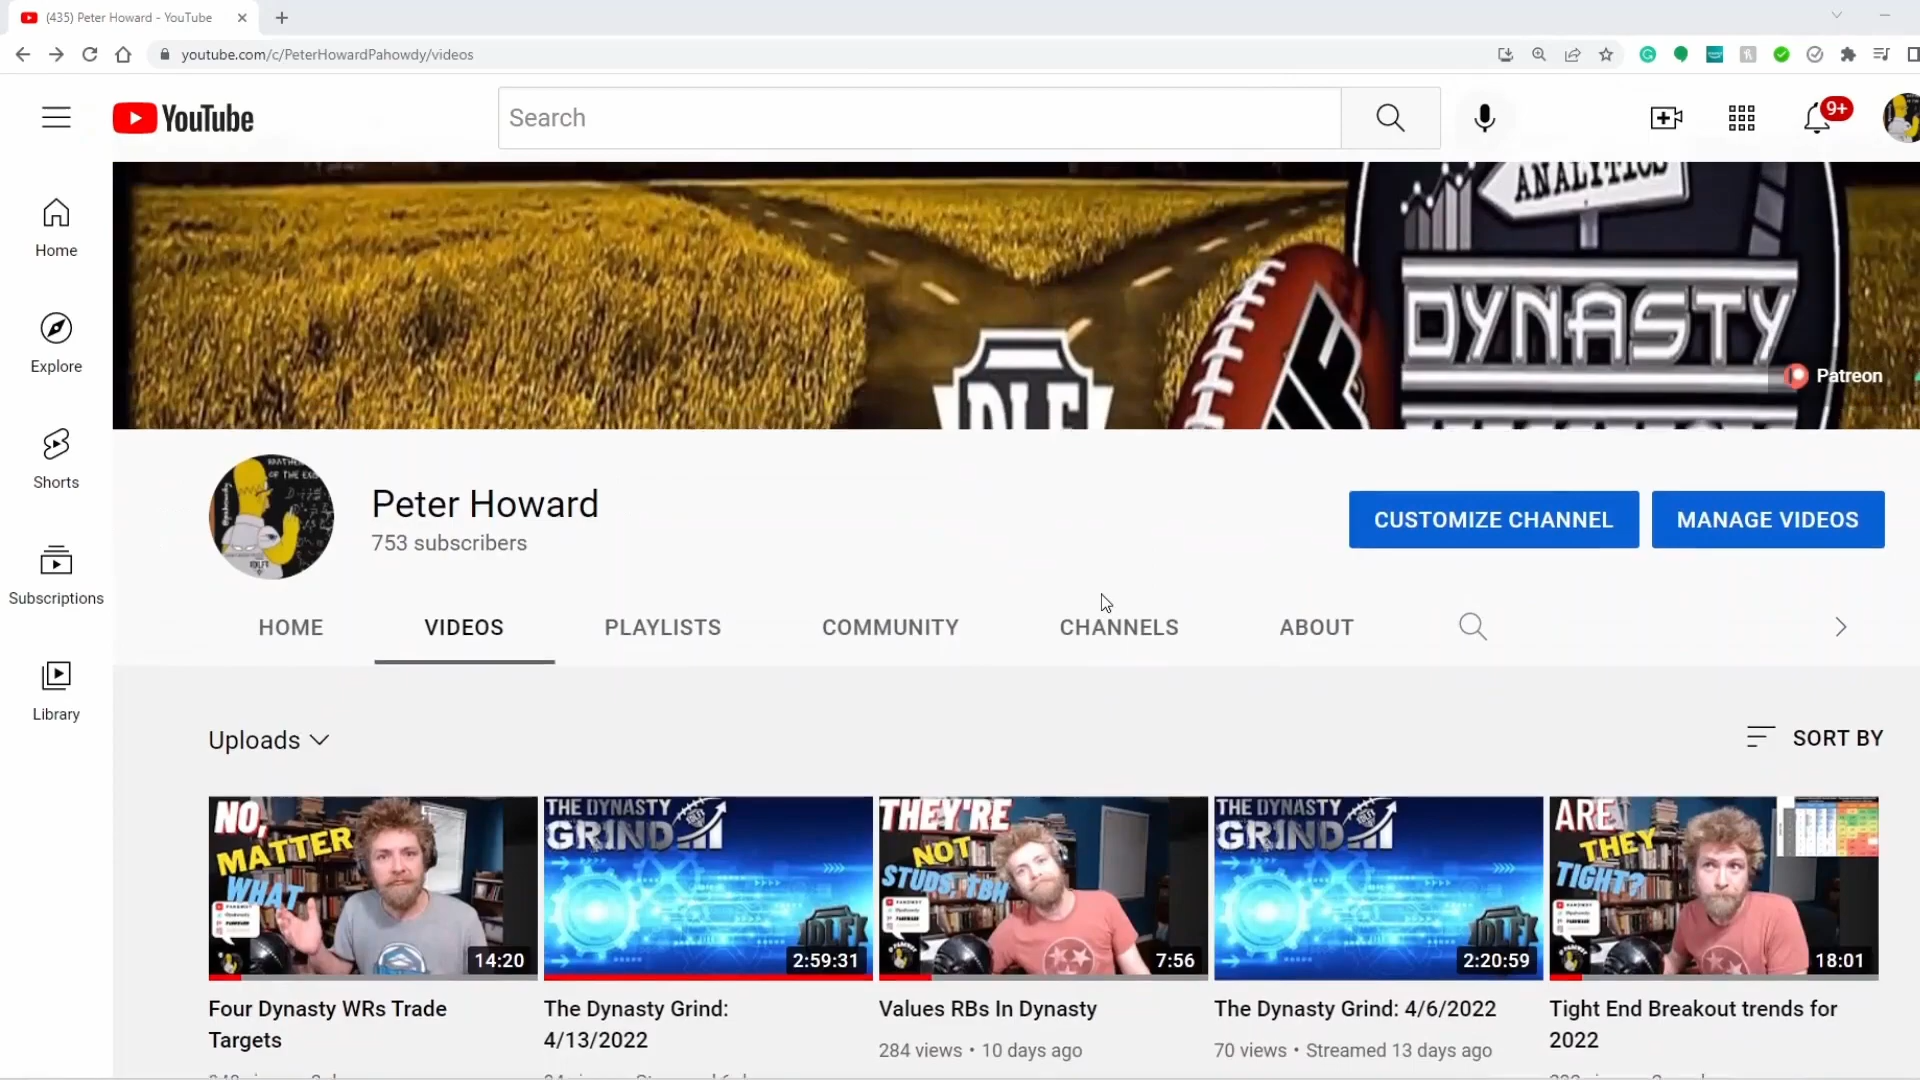 (435) Peter Howard - YouTube
youtube.com/c/PeterHowardPahowdy/videos
YouTube
Search
9+
Home
Explore
Shorts
Subscriptions
Library
ANALYTICS
DYNASTY
DLF
Patreon
Peter Howard
753 subscribers
CUSTOMIZE CHANNEL
MANAGE VIDEOS
HOME
VIDEOS
PLAYLISTS
COMMUNITY
CHANNELS
ABOUT
Uploads
SORT BY
NO,
MATTER
WHAT
14:20
THE DYNASTY
GRIND
2:59:31
THEY'RE
NOT
STUDS, TBH
7:56
THE DYNASTY
GRIND
2:20:59
ARE
THEY
TIGHT?
18:01
Four Dynasty WRs Trade
Targets
The Dynasty Grind:
4/13/2022
Values RBs In Dynasty
284 views • 10 days ago
The Dynasty Grind: 4/6/2022
70 views • Streamed 13 days ago
Tight End Breakout trends for
2022